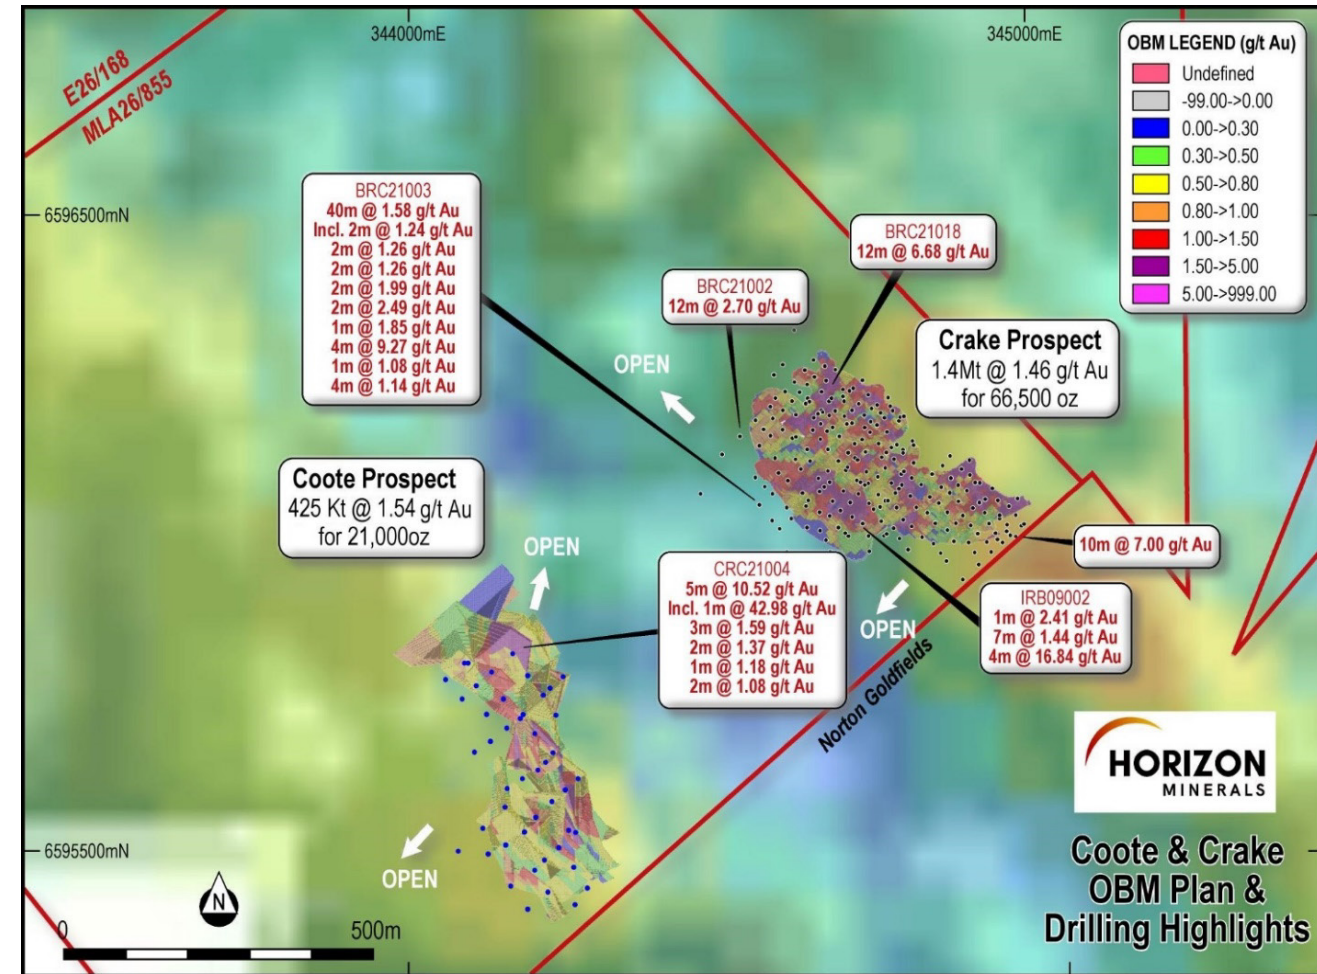 344000mE
345000mE
E26/168
MLA26/855
OBM LEGEND (g/t Au)
Undefined
-99.00->0.00
0.00->0.30
0.30->0.50
0.50->0.80
0.80->1.00
1.00->1.50
1.50->5.00
5.00->999.00
6596500mN
BRC21003
40m @ 1.58 g/t Au
Incl. 2m @ 1.24 g/t Au
2m @ 1.26 g/t Au
2m @ 1.26 g/t Au
2m @ 1.99 g/t Au
2m @ 2.49 g/t Au
1m @ 1.85 g/t Au
4m @ 9.27 g/t Au
1m @ 1.08 g/t Au
4m @ 1.14 g/t Au
BRC21018
12m @ 6.68 g/t Au
BRC21002
12m @ 2.70 g/t Au
OPEN
Crake Prospect
1.4Mt @ 1.46 g/t Au
for 66,500 oz
Coote Prospect
425 Kt @ 1.54 g/t Au
for 21,000oz
OPEN
10m @ 7.00 g/t Au
CRC21004
5m @ 10.52 g/t Au
Incl. 1m @ 42.98 g/t Au
3m @ 1.59 g/t Au
2m @ 1.37 g/t Au
1m @ 1.18 g/t Au
2m @ 1.08 g/t Au
OPEN
IRB09002
1m @ 2.41 g/t Au
7m @ 1.44 g/t Au
4m @ 16.84 g/t Au
Norton Goldfields
HORIZON
MINERALS
6595500mN
OPEN
Coote & Crake
OBM Plan &
Drilling Highlights
N
0
500m